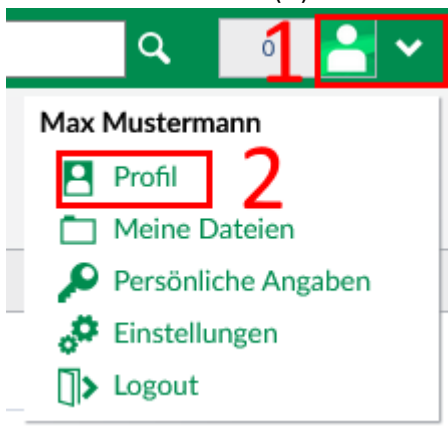 0 1
Max Mustermann
Profil 2
Meine Dateien
Persönliche Angaben
Einstellungen
Logout